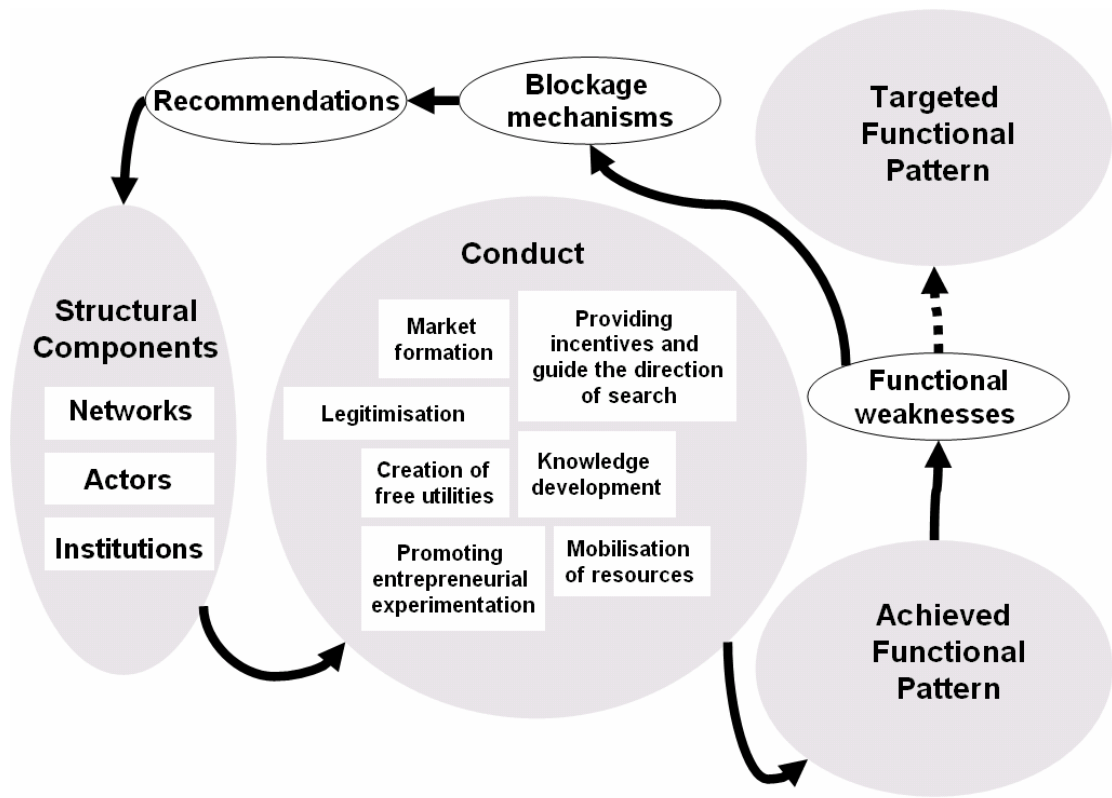 Recommendations
Blockage
mechanisms
Targeted
Functional
Pattern
Structural
Components
Networks
Actors
Institutions
Conduct
Market
formation
Providing
incentives and
guide the direction
of search
Legitimisation
Creation of
free utilities
Knowledge
development
Promoting
entrepreneurial
experimentation
Mobilisation
of resources
Functional
weaknesses
Achieved
Functional
Pattern